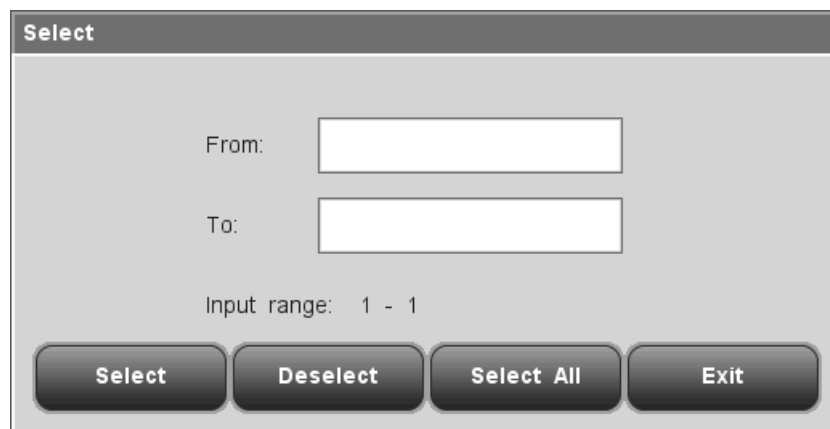 Select
From:
To:
Input range: 1 - 1
Select Deselect Select All Exit